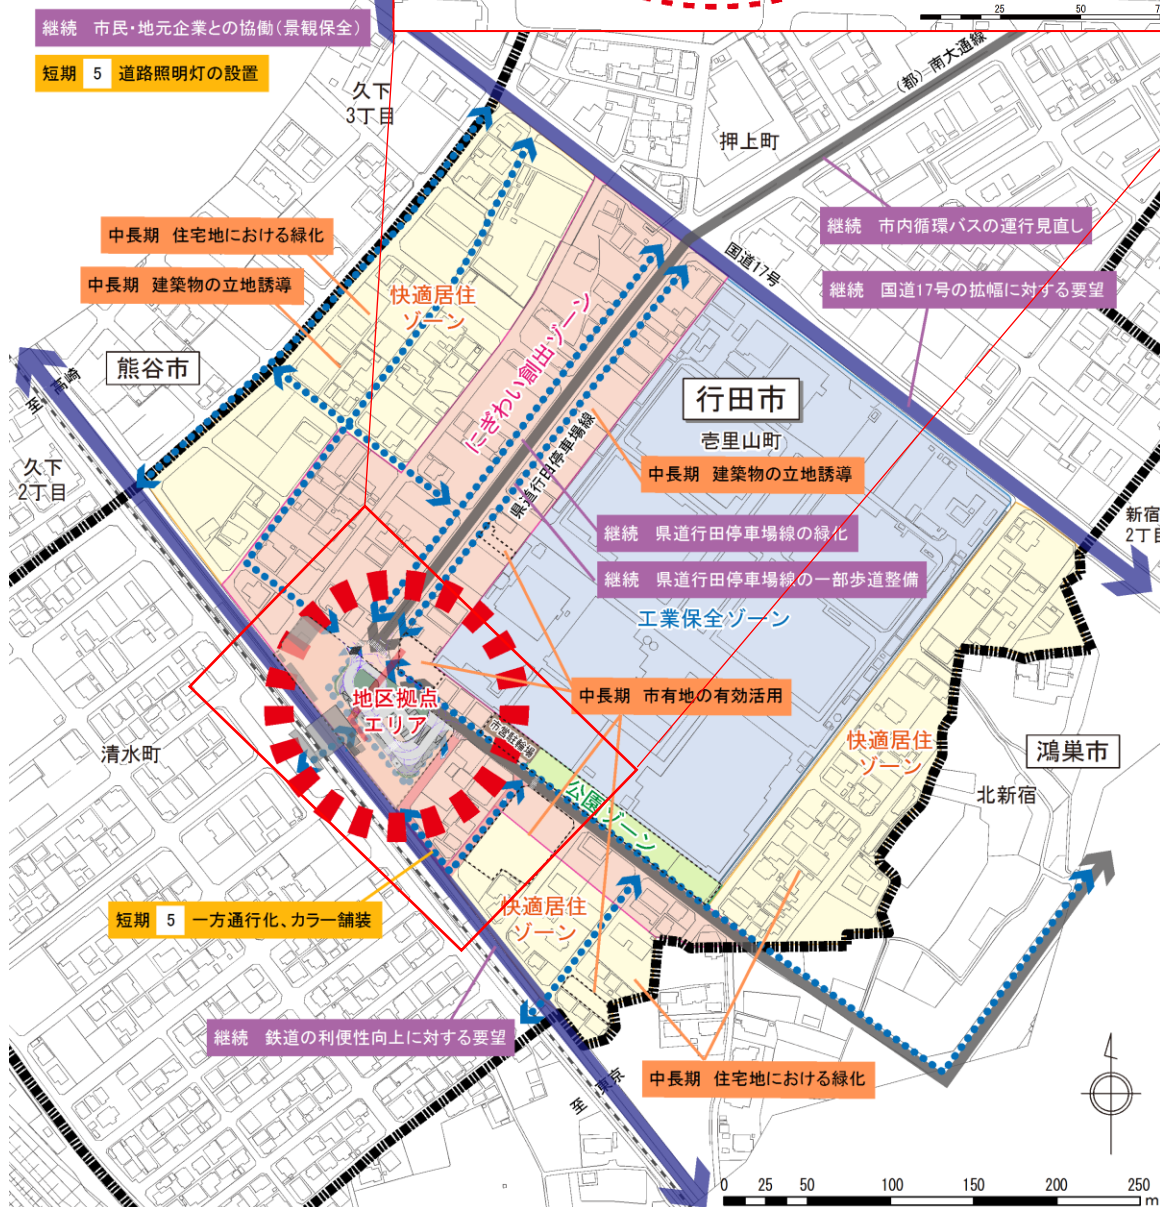 25 50
継続 市民・地元企業との協働(景観保全)
短期 5 道路照明灯の設置
久下
3丁目
(都)南大通線
押上町
継続 市内循環バスの運行見直し
国道17号
継続 国道17号の拡幅に対する要望
中長期 住宅地における緑化
中長期 建築物の立地誘導
快適居住
ゾーン
にぎわい創出ゾーン
熊谷市
至 高崎
行田市
壱里山町
県道行田停車場線
中長期 建築物の立地誘導
久下
2丁目
継続 県道行田停車場線の緑化
新宿
2丁目
継続 県道行田停車場線の一部歩道整備
工業保全ゾーン
地区拠点
エリア
中長期 市有地の有効活用
市営駐輪場
清水町
快適居住
ゾーン
鴻巣市
北新宿
公園ゾーン
短期 5 一方通行化、カラー舗装
快適居住
ゾーン
継続 鉄道の利便性向上に対する要望
至 東京
中長期 住宅地における緑化
0 25 50 100 150 200 250
m